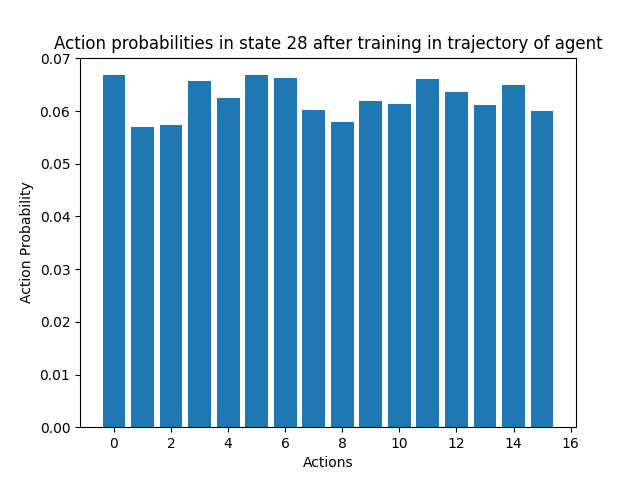 Action probabilities in state 28 after training in trajectory of agent
0.07
0.06
0.05
0.04
0.03
0.02
0.01
0.00
Action Probability
0 2 4 6 8 10 12 14 16
Actions